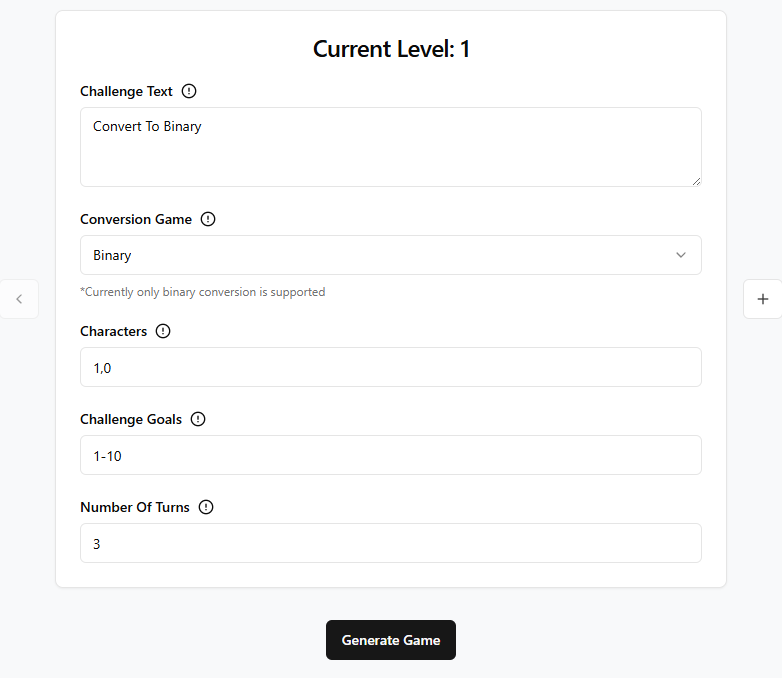 Current Level: 1
Challenge Text
Convert To Binary
Conversion Game
Binary
*Currently only binary conversion is supported
Characters
1,0
Challenge Goals
1-10
Number Of Turns
3
Generate Game